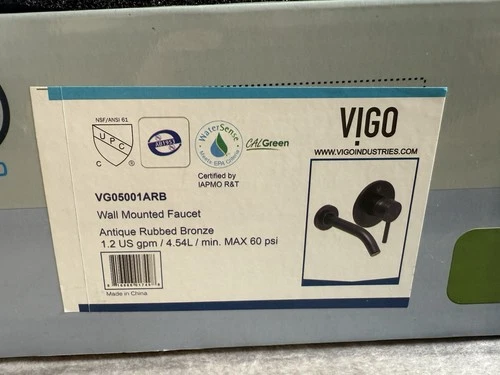 NSF/ANSI 61
UPC
C ®
AB1953
WaterSense
Meets EPA Criteria
CALGreen
Certified by
IAPMO R&T
VG05001ARB
Wall Mounted Faucet
Antique Rubbed Bronze
1.2 US gpm / 4.54L / min. MAX 60 psi
Made in China
VIGO
WWW.VIGOINDUSTRIES.COM